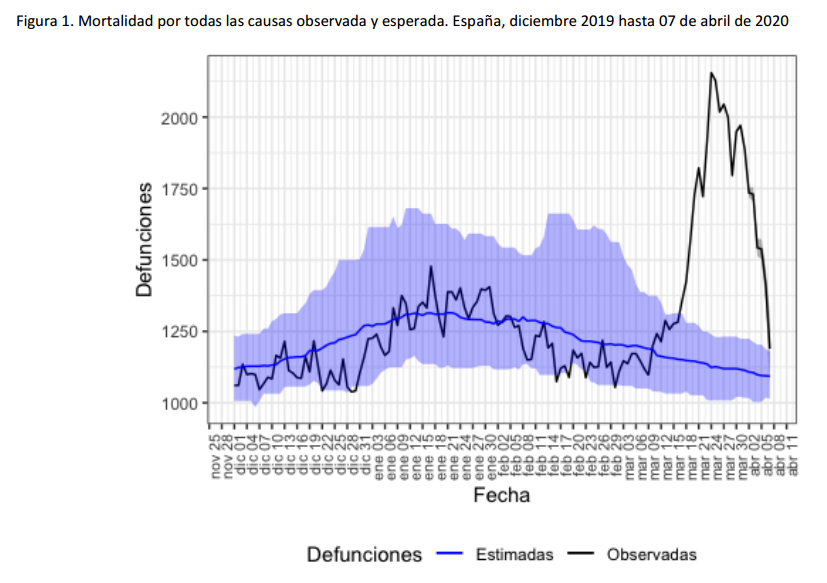 Figura 1. Mortalidad por todas las causas observada y esperada. España, diciembre 2019 hasta 07 de abril de 2020
2000
1750
1500
1250
1000
Defunciones
nov 25
nov 28
dic 01
dic 04
dic 07
dic 10
dic 13
dic 16
dic 19
dic 22
dic 25
dic 28
dic 31
ene 03
ene 06
ene 09
ene 12
ene 15
ene 18
ene 21
ene 24
ene 27
ene 30
feb 02
feb 05
feb 08
feb 11
feb 14
feb 17
feb 20
feb 23
feb 26
feb 29
mar 03
mar 06
mar 09
mar 12
mar 15
mar 18
mar 21
mar 24
mar 27
mar 30
abr 02
abr 05
abr 08
abr 11
Fecha
Defunciones Estimadas Observadas